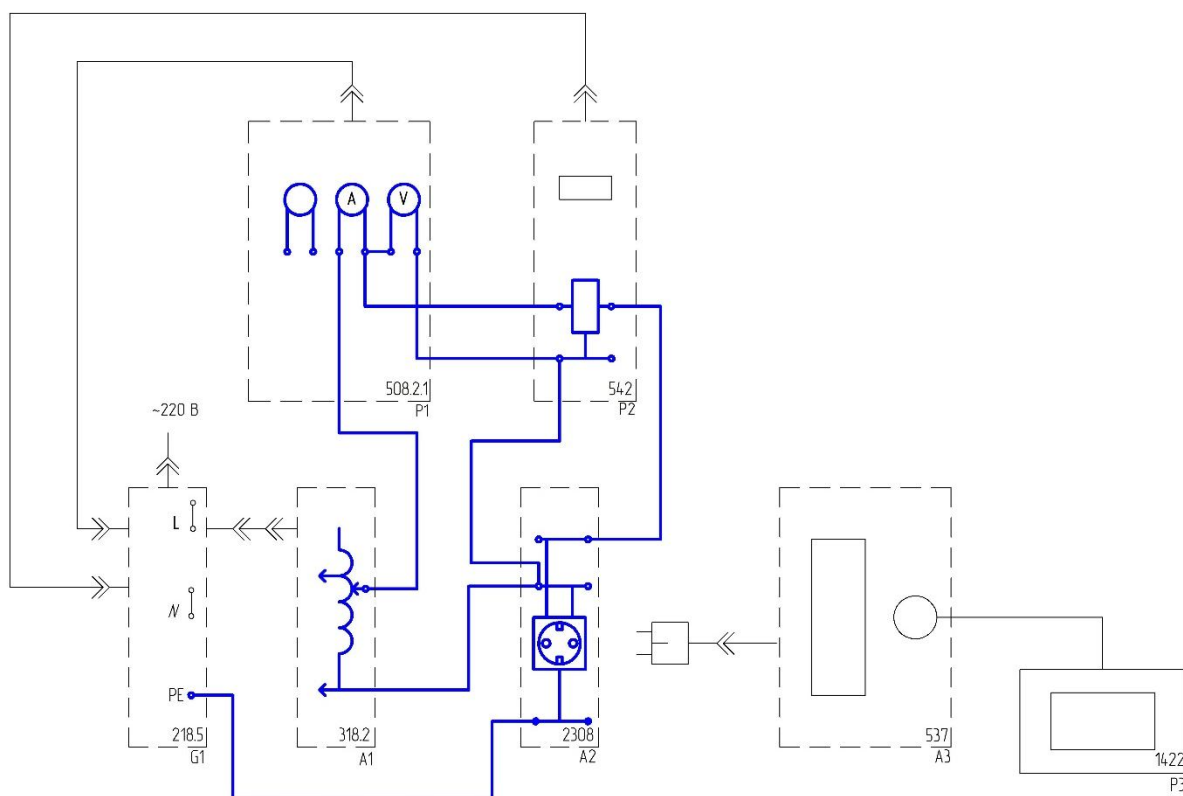 A V
508.2.1
P1
542
P2
~220 В
L
N
PE
218.5
G1
318.2
A1
2308
A2
537
A3
1422
P3